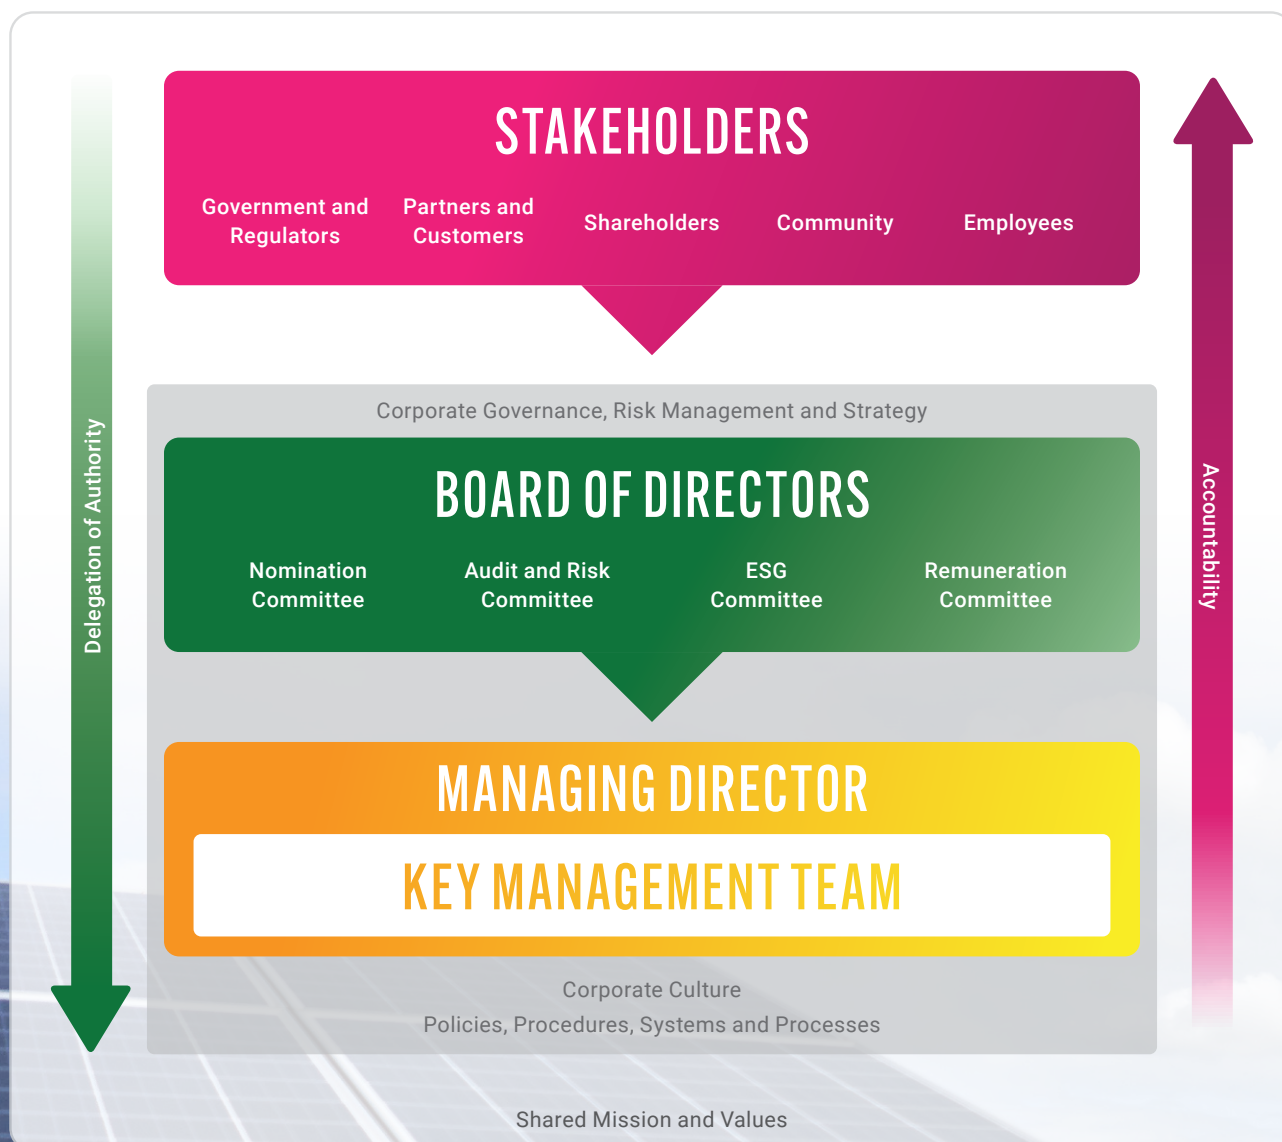 STAKEHOLDERS
Government and
Regulators
Partners and
Customers
Shareholders
Community
Employees
Delegation of Authority
Accountability
Corporate Governance, Risk Management and Strategy
BOARD OF DIRECTORS
Nomination
Committee
Audit and Risk
Committee
ESG
Committee
Remuneration
Committee
MANAGING DIRECTOR
KEY MANAGEMENT TEAM
Corporate Culture
Policies, Procedures, Systems and Processes
Shared Mission and Values